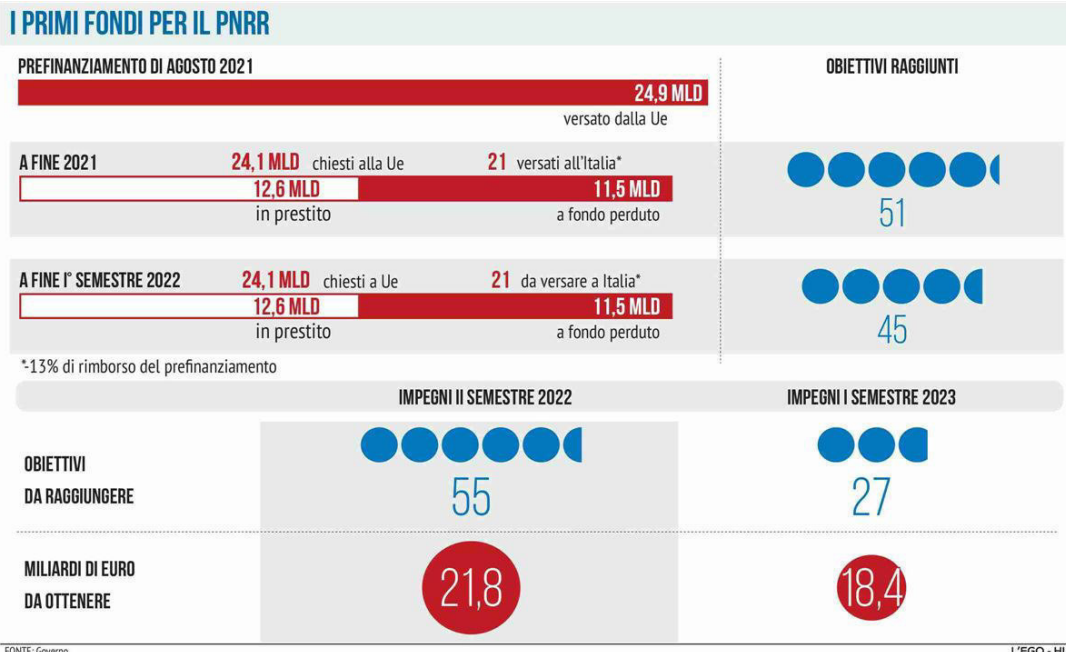 I PRIMI FONDI PER IL PNRR
PREFINANZIAMENTO DI AGOSTO 2021
OBIETTIVI RAGGIUNTI
24,9 MLD
versato dalla Ue
A FINE 2021
24,1 MLD chiesti alla Ue
21 versati all'Italia*
12,6 MLD
11,5 MLD
in prestito
a fondo perduto
51
A FINE I° SEMESTRE 2022
24,1 MLD chiesti a Ue
21 da versare a Italia*
12,6 MLD
11,5 MLD
in prestito
a fondo perduto
45
*-13% di rimborso del prefinanziamento
IMPEGNI II SEMESTRE 2022
IMPEGNI I SEMESTRE 2023
OBIETTIVI
DA RAGGIUNGERE
55
27
MILIARDI DI EURO
DA OTTENERE
21,8
18,4
FONTE: Governo
L'EGO - HUB